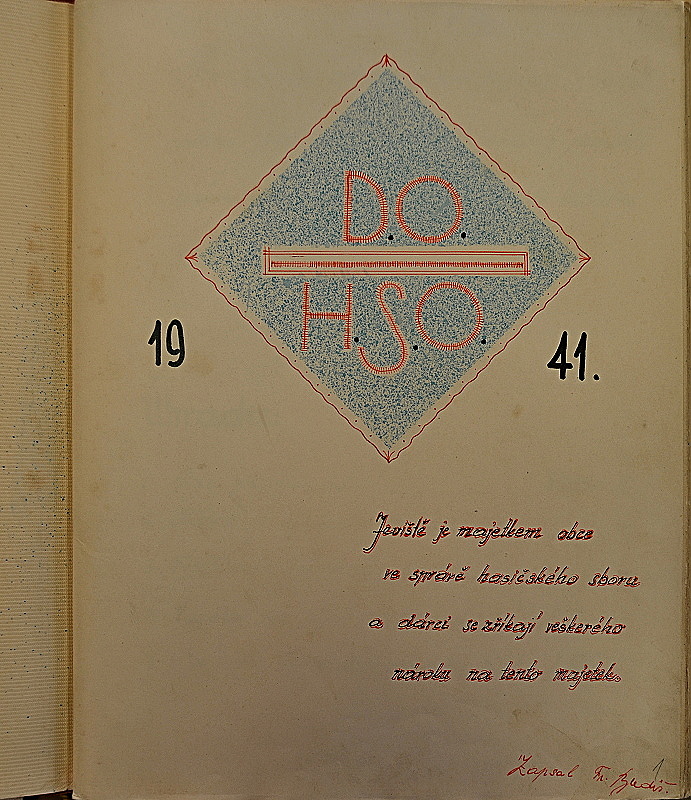 D.O.
H.S.O.
19 41.
Jeviště je majetkem obce
ve správě hasičského sboru
a dárci se zříkají veškerého
nároku na tento majetek.
Zapsal Fr.